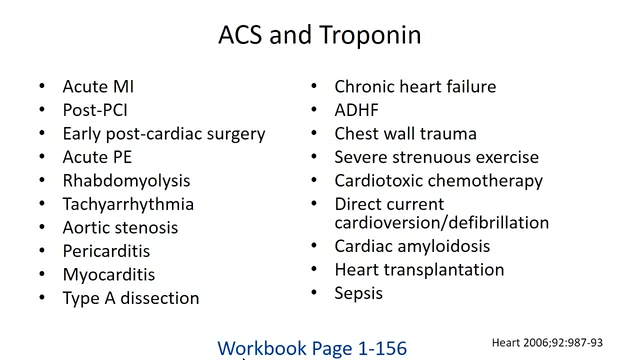 ACS and Troponin
• Acute MI
• Post-PCI
• Early post-cardiac surgery
• Acute PE
• Rhabdomyolysis
• Tachyarrhythmia
• Aortic stenosis
• Pericarditis
• Myocarditis
• Type A dissection
• Chronic heart failure
• ADHF
• Chest wall trauma
• Severe strenuous exercise
• Cardiotoxic chemotherapy
• Direct current
cardioversion/defibrillation
• Cardiac amyloidosis
• Heart transplantation
• Sepsis
Workbook Page 1-156
Heart 2006;92:987-93